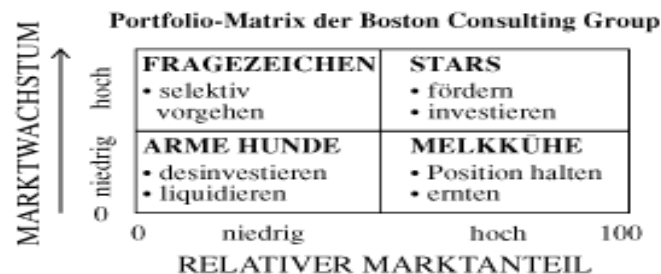 Portfolio-Matrix der Boston Consulting Group
MARKTWACHSTUM
hoch
niedrig
0
FRAGEZEICHEN
• selektiv
vorgehen
STARS
• fördern
• investieren
ARME HUNDE
• desinvestieren
• liquidieren
MELKKÜHE
• Position halten
• ernten
0 niedrig hoch 100
RELATIVER MARKTANTEIL